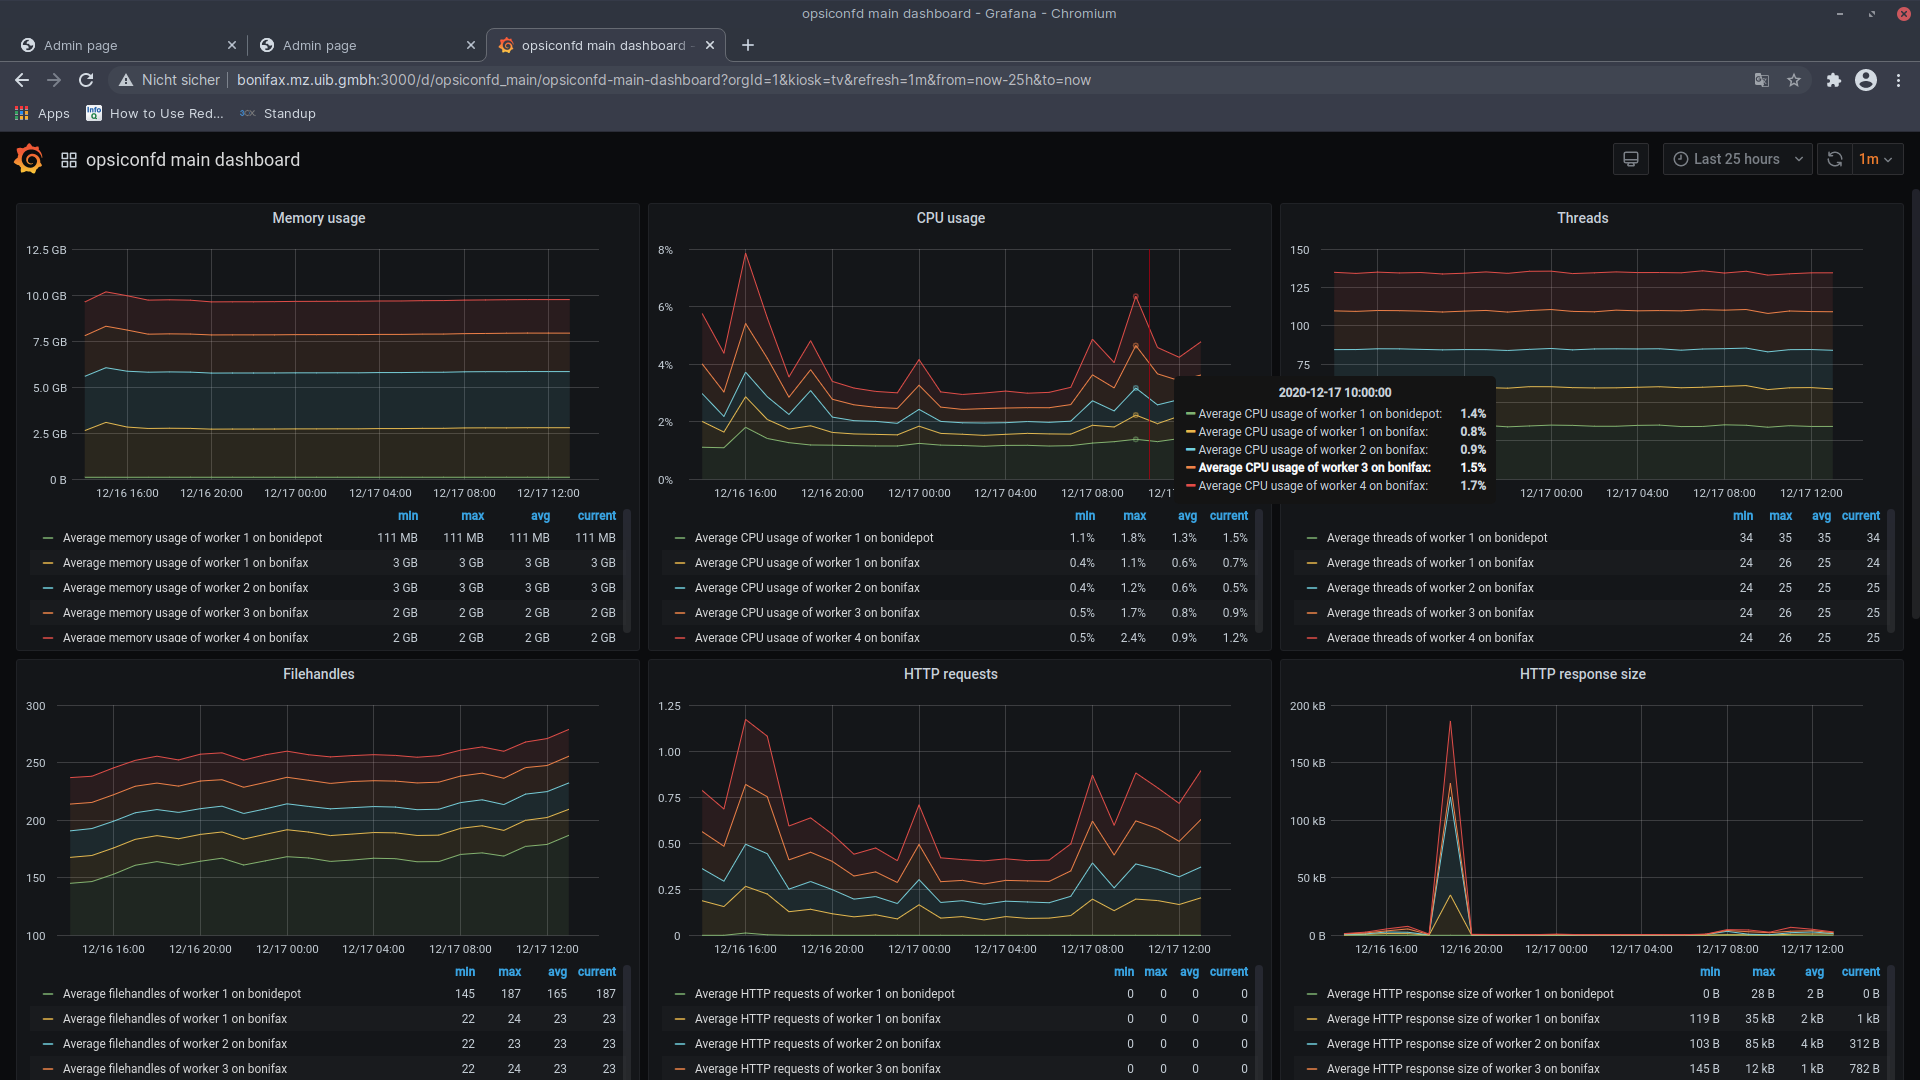 opsiconfd main dashboard - Grafana - Chromium
Admin page
Admin page
opsiconfd main dashboard -
Nicht sicher | bonifax.mz.uib.gmbh:3000/d/opsiconfd_main/opsiconfd-main-dashboard?orgId=1&kiosk=tv&refresh=1m&from=now-25h&to=now
Apps
How to Use Red...
Standup
opsiconfd main dashboard
Last 25 hours
1m
Memory usage
12.5 GB
10.0 GB
7.5 GB
5.0 GB
2.5 GB
0 B
12/16 16:00 12/16 20:00 12/17 00:00 12/17 04:00 12/17 08:00 12/17 12:00
min max avg current
Average memory usage of worker 1 on bonidepot 111 MB 111 MB 111 MB 111 MB
Average memory usage of worker 1 on bonifax 3 GB 3 GB 3 GB 3 GB
Average memory usage of worker 2 on bonifax 3 GB 3 GB 3 GB 3 GB
Average memory usage of worker 3 on bonifax 2 GB 2 GB 2 GB 2 GB
Average memory usage of worker 4 on bonifax 2 GB 2 GB 2 GB 2 GB
CPU usage
8%
6%
4%
2%
0%
12/16 16:00 12/16 20:00 12/17 00:00 12/17 04:00 12/17 08:00 12/1
2020-12-17 10:00:00
Average CPU usage of worker 1 on bonidepot: 1.4%
Average CPU usage of worker 1 on bonifax: 0.8%
Average CPU usage of worker 2 on bonifax: 0.9%
Average CPU usage of worker 3 on bonifax: 1.5%
Average CPU usage of worker 4 on bonifax: 1.7%
min max avg current
Average CPU usage of worker 1 on bonidepot 1.1% 1.8% 1.3% 1.5%
Average CPU usage of worker 1 on bonifax 0.4% 1.1% 0.6% 0.7%
Average CPU usage of worker 2 on bonifax 0.4% 1.2% 0.6% 0.5%
Average CPU usage of worker 3 on bonifax 0.5% 1.7% 0.8% 0.9%
Average CPU usage of worker 4 on bonifax 0.5% 2.4% 0.9% 1.2%
Threads
150
125
100
75
12/17 00:00 12/17 04:00 12/17 08:00 12/17 12:00
min max avg current
Average threads of worker 1 on bonidepot 34 35 35 34
Average threads of worker 1 on bonifax 24 26 25 24
Average threads of worker 2 on bonifax 24 25 25 25
Average threads of worker 3 on bonifax 24 26 25 25
Average threads of worker 4 on bonifax 24 26 25 25
Filehandles
300
250
200
150
100
12/16 16:00 12/16 20:00 12/17 00:00 12/17 04:00 12/17 08:00 12/17 12:00
min max avg current
Average filehandles of worker 1 on bonidepot 145 187 165 187
Average filehandles of worker 1 on bonifax 22 24 23 23
Average filehandles of worker 2 on bonifax 22 23 23 23
Average filehandles of worker 3 on bonifax 22 24 23 23
HTTP requests
1.25
1.00
0.75
0.50
0.25
0
12/16 16:00 12/16 20:00 12/17 00:00 12/17 04:00 12/17 08:00 12/17 12:00
min max avg current
Average HTTP requests of worker 1 on bonidepot 0 0 0 0
Average HTTP requests of worker 1 on bonifax 0 0 0 0
Average HTTP requests of worker 2 on bonifax 0 0 0 0
Average HTTP requests of worker 3 on bonifax 0 0 0 0
HTTP response size
200 kB
150 kB
100 kB
50 kB
0 B
12/16 16:00 12/16 20:00 12/17 00:00 12/17 04:00 12/17 08:00 12/17 12:00
min max avg current
Average HTTP response size of worker 1 on bonidepot 0 B 28 B 2 B 0 B
Average HTTP response size of worker 1 on bonifax 119 B 35 kB 2 kB 1 kB
Average HTTP response size of worker 2 on bonifax 103 B 85 kB 4 kB 312 B
Average HTTP response size of worker 3 on bonifax 145 B 12 kB 1 kB 782 B